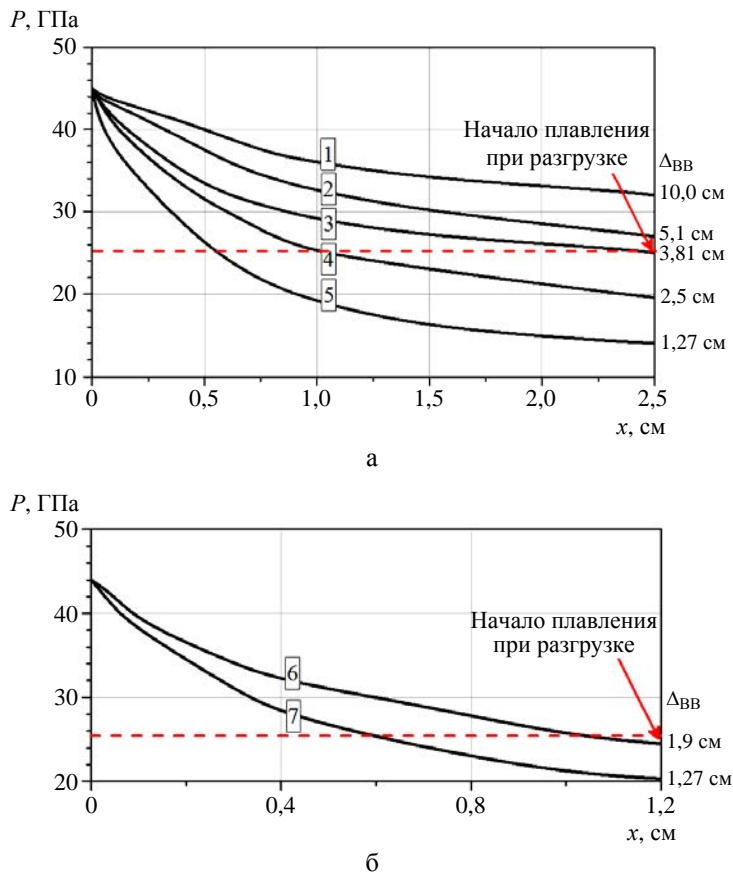 P, ГПа
50
40
30
20
10
1
2
3
4
5
Начало плавления
при разгрузке
Δ_ВВ
10,0 см
5,1 см
3,81 см
2,5 см
1,27 см
0
0,5
1,0
1,5
2,0
2,5
x, см
а
P, ГПа
50
40
30
20
6
7
Начало плавления
при разгрузке
Δ_ВВ
1,9 см
1,27 см
0
0,4
0,8
1,2
x, см
б